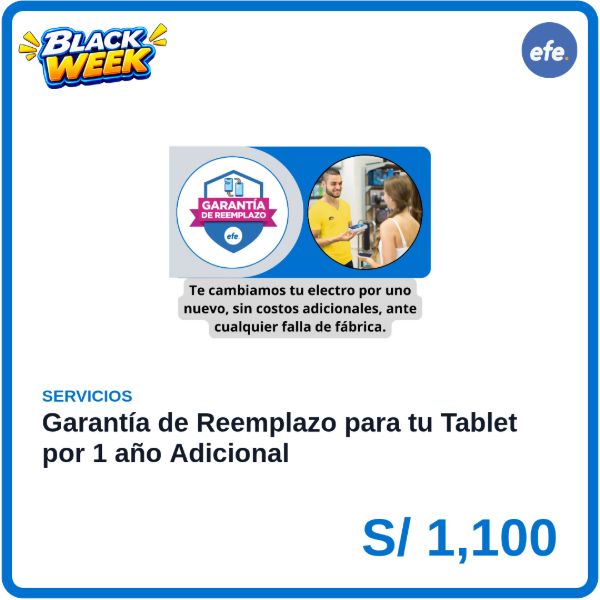 BLACK
WEEK
efe.
GARANTÍA
DE REEMPLAZO
efe.
Te cambiamos tu electro por uno
nuevo, sin costos adicionales, ante
cualquier falla de fábrica.
SERVICIOS
Garantía de Reemplazo para tu Tablet
por 1 año Adicional
S/ 1,100